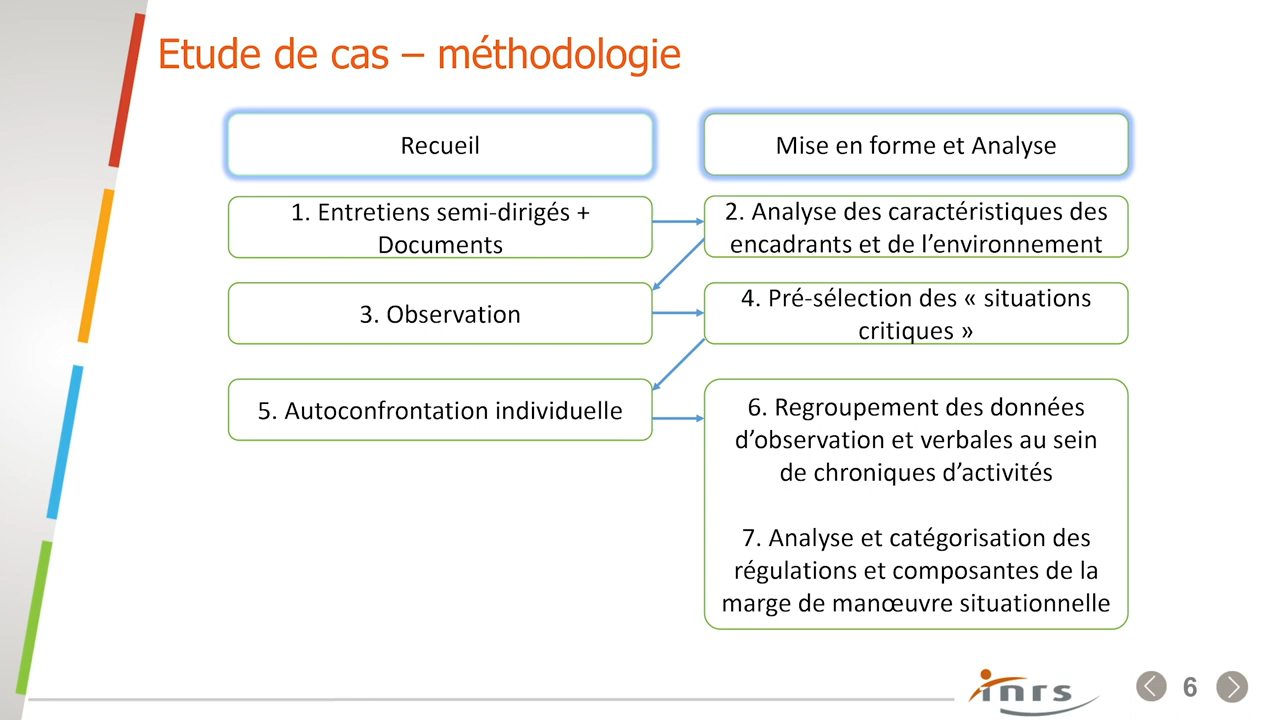 Etude de cas – méthodologie
Recueil
Mise en forme et Analyse
1. Entretiens semi-dirigés +
Documents
2. Analyse des caractéristiques des
encadrants et de l’environnement
3. Observation
4. Pré-sélection des « situations
critiques »
5. Autoconfrontation individuelle
6. Regroupement des données
d’observation et verbales au sein
de chroniques d’activités
7. Analyse et catégorisation des
régulations et composantes de la
marge de manœuvre situationnelle
inrs
6